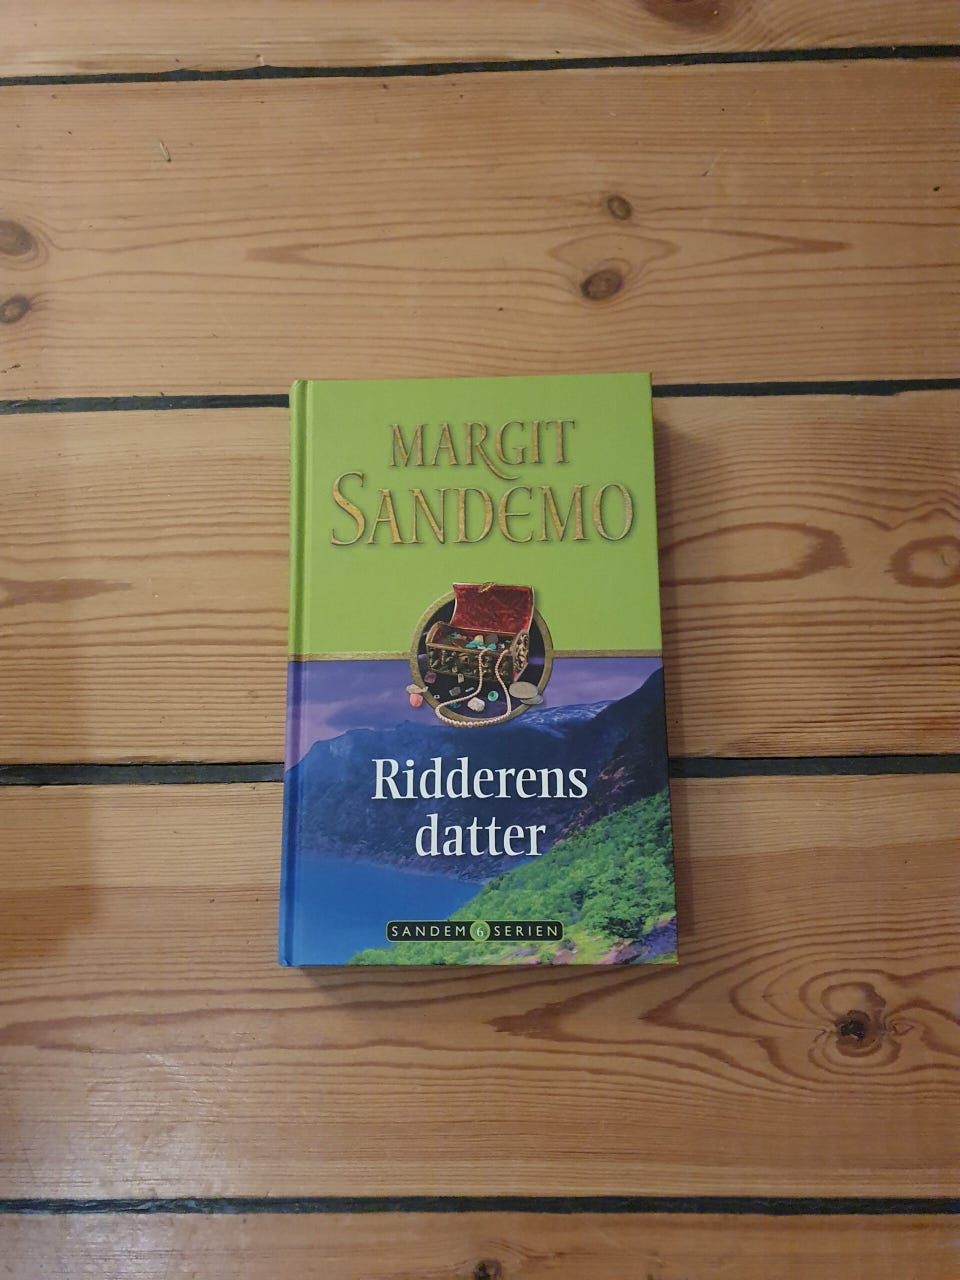 MARGIT
SANDEMO
Ridderens
datter
SANDEM 6 SERIEN